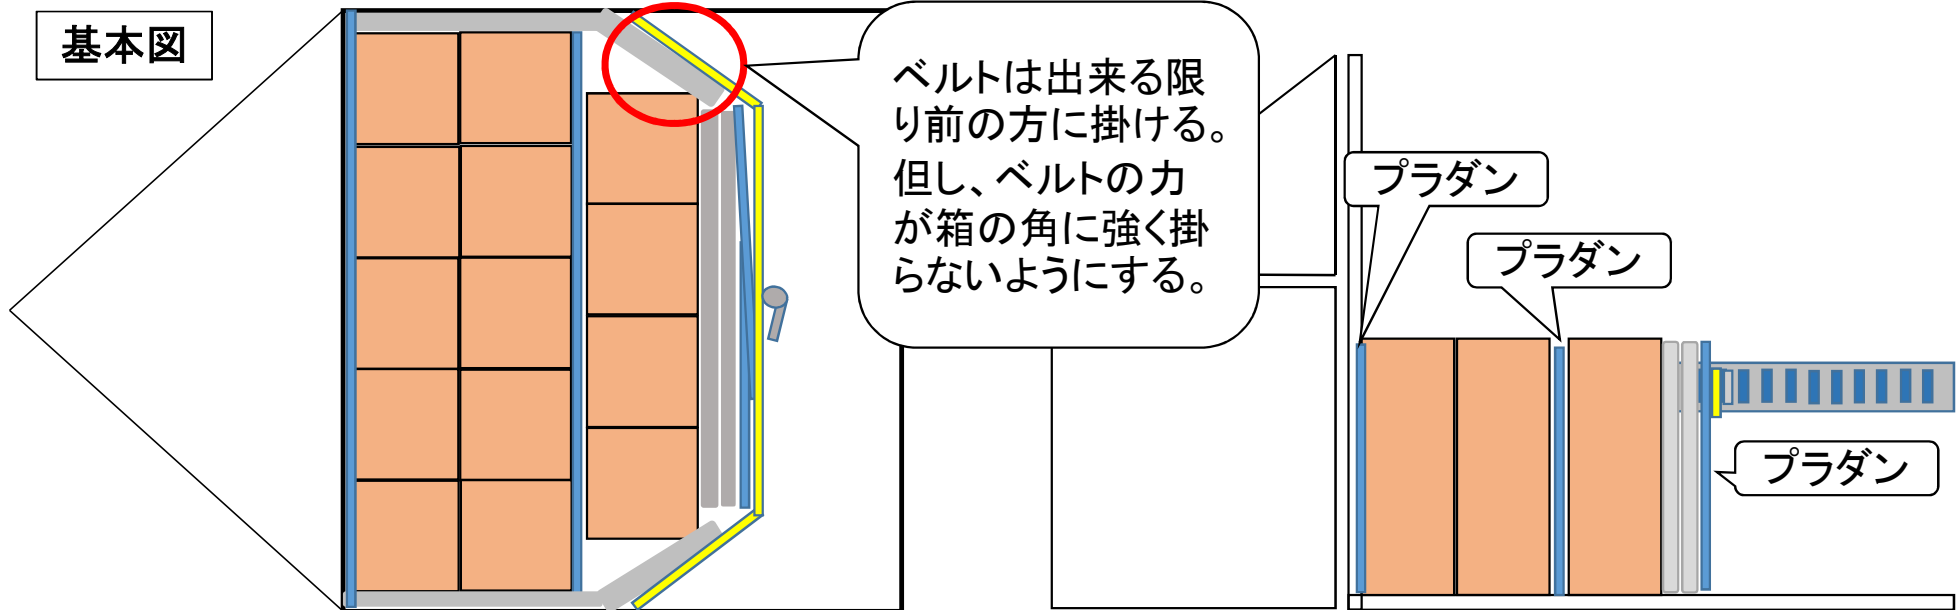 基本図
ベルトは出来る限
り前の方に掛ける。
但し、ベルトの力
が箱の角に強く掛
らないようにする。
プラダン
プラダン
プラダン